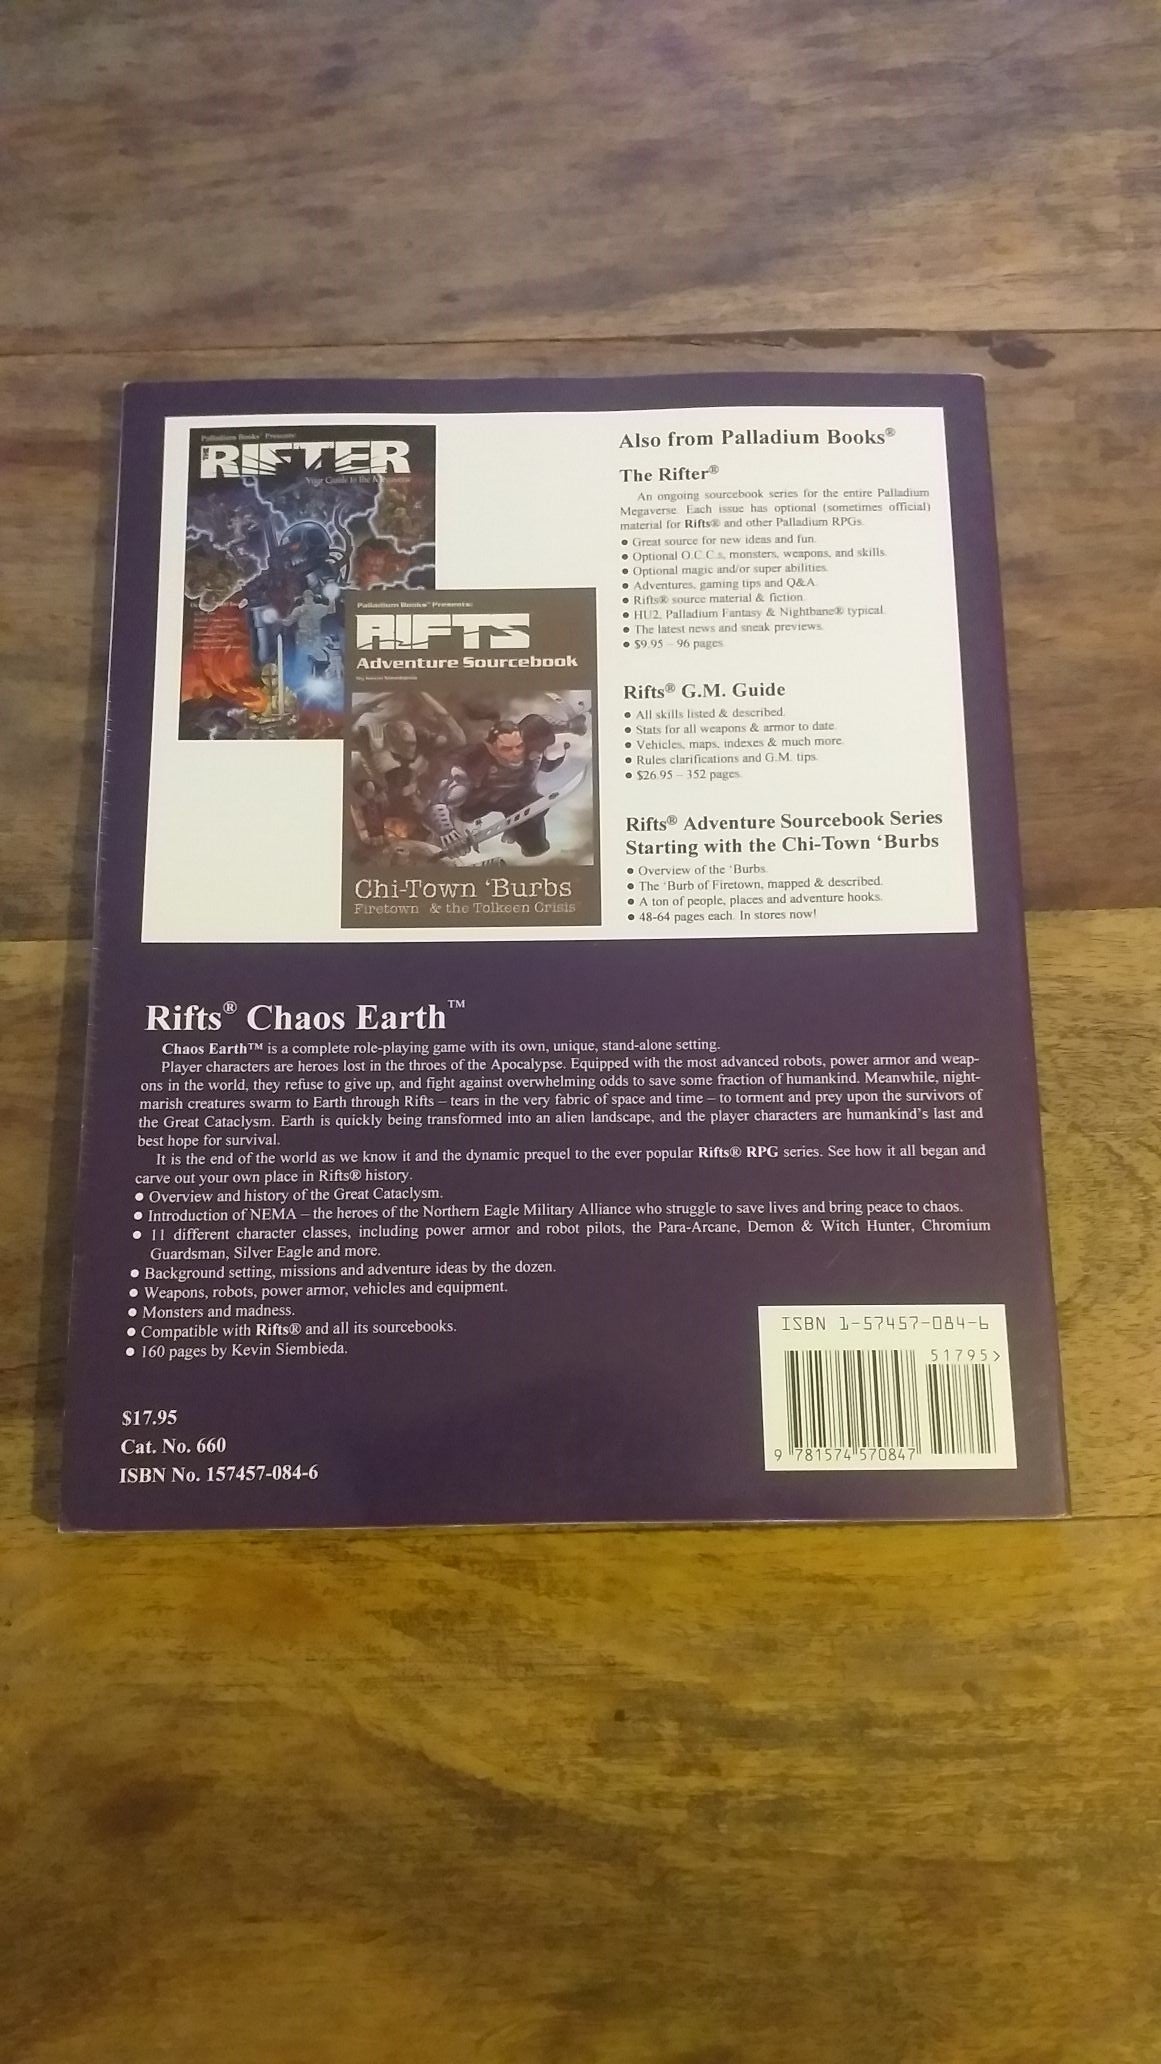 Palladium Books® Presents:
THE RIFTER
Your Guide to the Megaverse
Palladium Books® Presents:
RIFTS
Adventure Sourcebook
By Kevin Siembieda
Chi-Town ‘Burbs
Firetown & the Tolkeen Crisis
Also from Palladium Books®
The Rifter®
An ongoing sourcebook series for the entire Palladium
Megaverse. Each issue has optional (sometimes official)
material for Rifts® and other Palladium RPGs.
● Great source for new ideas and fun.
● Optional O.C.C.s, monsters, weapons, and skills.
● Optional magic and/or super abilities.
● Adventures, gaming tips and Q&A.
● Rifts® source material & fiction.
● HU2, Palladium Fantasy & Nightbane® typical.
● The latest news and sneak previews.
● $9.95 – 96 pages.
Rifts® G.M. Guide
● All skills listed & described.
● Stats for all weapons & armor to date.
● Vehicles, maps, indexes & much more.
● Rules clarifications and G.M. tips.
● $26.95 – 352 pages.
Rifts® Adventure Sourcebook Series
Starting with the Chi-Town ‘Burbs
● Overview of the ‘Burbs.
● The ‘Burb of Firetown, mapped & described.
● A ton of people, places and adventure hooks.
● 48-64 pages each. In stores now!
Rifts® Chaos Earth™
Chaos Earth™ is a complete role-playing game with its own, unique, stand-alone setting.
Player characters are heroes lost in the throes of the Apocalypse. Equipped with the most advanced robots, power armor and weap-
ons in the world, they refuse to give up, and fight against overwhelming odds to save some fraction of humankind. Meanwhile, night-
marish creatures swarm to Earth through Rifts – tears in the very fabric of space and time – to torment and prey upon the survivors of
the Great Cataclysm. Earth is quickly being transformed into an alien landscape, and the player characters are humankind’s last and
best hope for survival.
It is the end of the world as we know it and the dynamic prequel to the ever popular Rifts® RPG series. See how it all began and
carve out your own place in Rifts® history.
● Overview and history of the Great Cataclysm.
● Introduction of NEMA – the heroes of the Northern Eagle Military Alliance who struggle to save lives and bring peace to chaos.
● 11 different character classes, including power armor and robot pilots, the Para-Arcane, Demon & Witch Hunter, Chromium
Guardsman, Silver Eagle and more.
● Background setting, missions and adventure ideas by the dozen.
● Weapons, robots, power armor, vehicles and equipment.
● Monsters and madness.
● Compatible with Rifts® and all its sourcebooks.
● 160 pages by Kevin Siembieda.
$17.95
Cat. No. 660
ISBN No. 157457-084-6
ISBN 1-57457-084-6
51795>
9 781574 570847